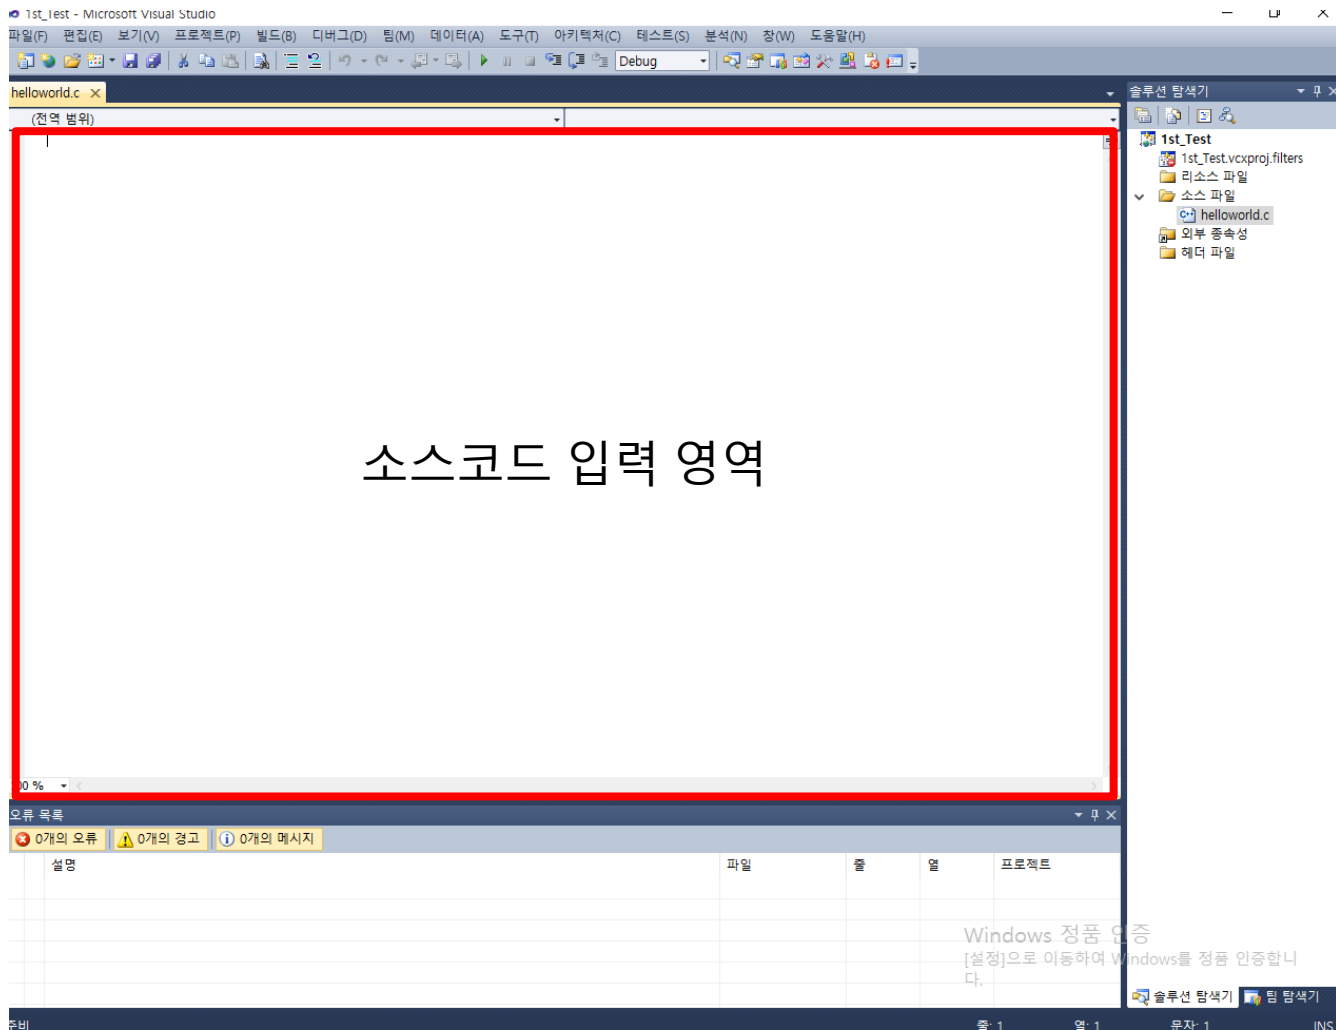 1st_Test - Microsoft Visual Studio
파일(F) 편집(E) 보기(V) 프로젝트(P) 빌드(B) 디버그(D) 팀(M) 데이터(A) 도구(T) 아키텍처(C) 테스트(S) 분석(N) 창(W) 도움말(H)
Debug
helloworld.c
솔루션 탐색기
(전역 범위)
1st_Test
1st_Test.vcxproj.filters
리소스 파일
소스 파일
helloworld.c
외부 종속성
헤더 파일
소스코드 입력 영역
00 %
오류 목록
0개의 오류 0개의 경고 0개의 메시지
설명 파일 줄 열 프로젝트
Windows 정품 인증
[설정]으로 이동하여 Windows를 정품 인증합니
다.
솔루션 탐색기 팀 탐색기
준비 줄: 1 열: 1 문자: 1 INS